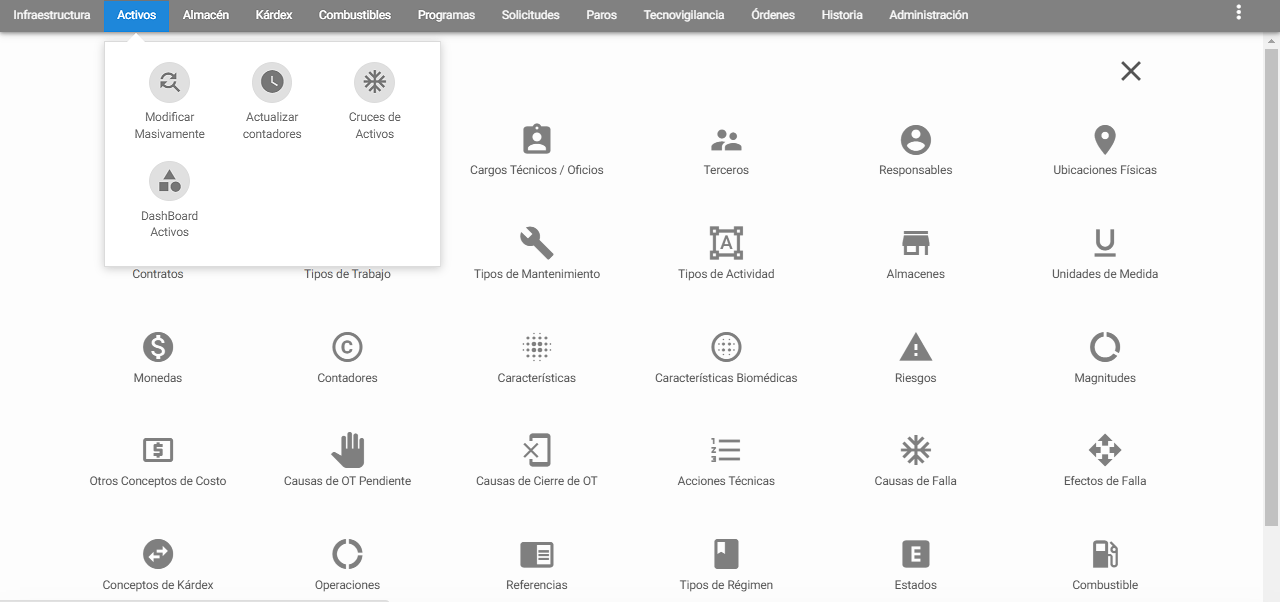 Infraestructura Activos Almacén Kárdex Combustibles Programas Solicitudes Paros Tecnovigilancia Órdenes Historia Administración
Modificar Masivamente
Actualizar contadores
Cruces de Activos
DashBoard Activos
Cargos Técnicos / Oficios Terceros Responsables Ubicaciones Físicas
Contratos Tipos de Trabajo Tipos de Mantenimiento Tipos de Actividad Almacenes Unidades de Medida
Monedas Contadores Características Características Biomédicas Riesgos Magnitudes
Otros Conceptos de Costo Causas de OT Pendiente Causas de Cierre de OT Acciones Técnicas Causas de Falla Efectos de Falla
Conceptos de Kárdex Operaciones Referencias Tipos de Régimen Estados Combustible